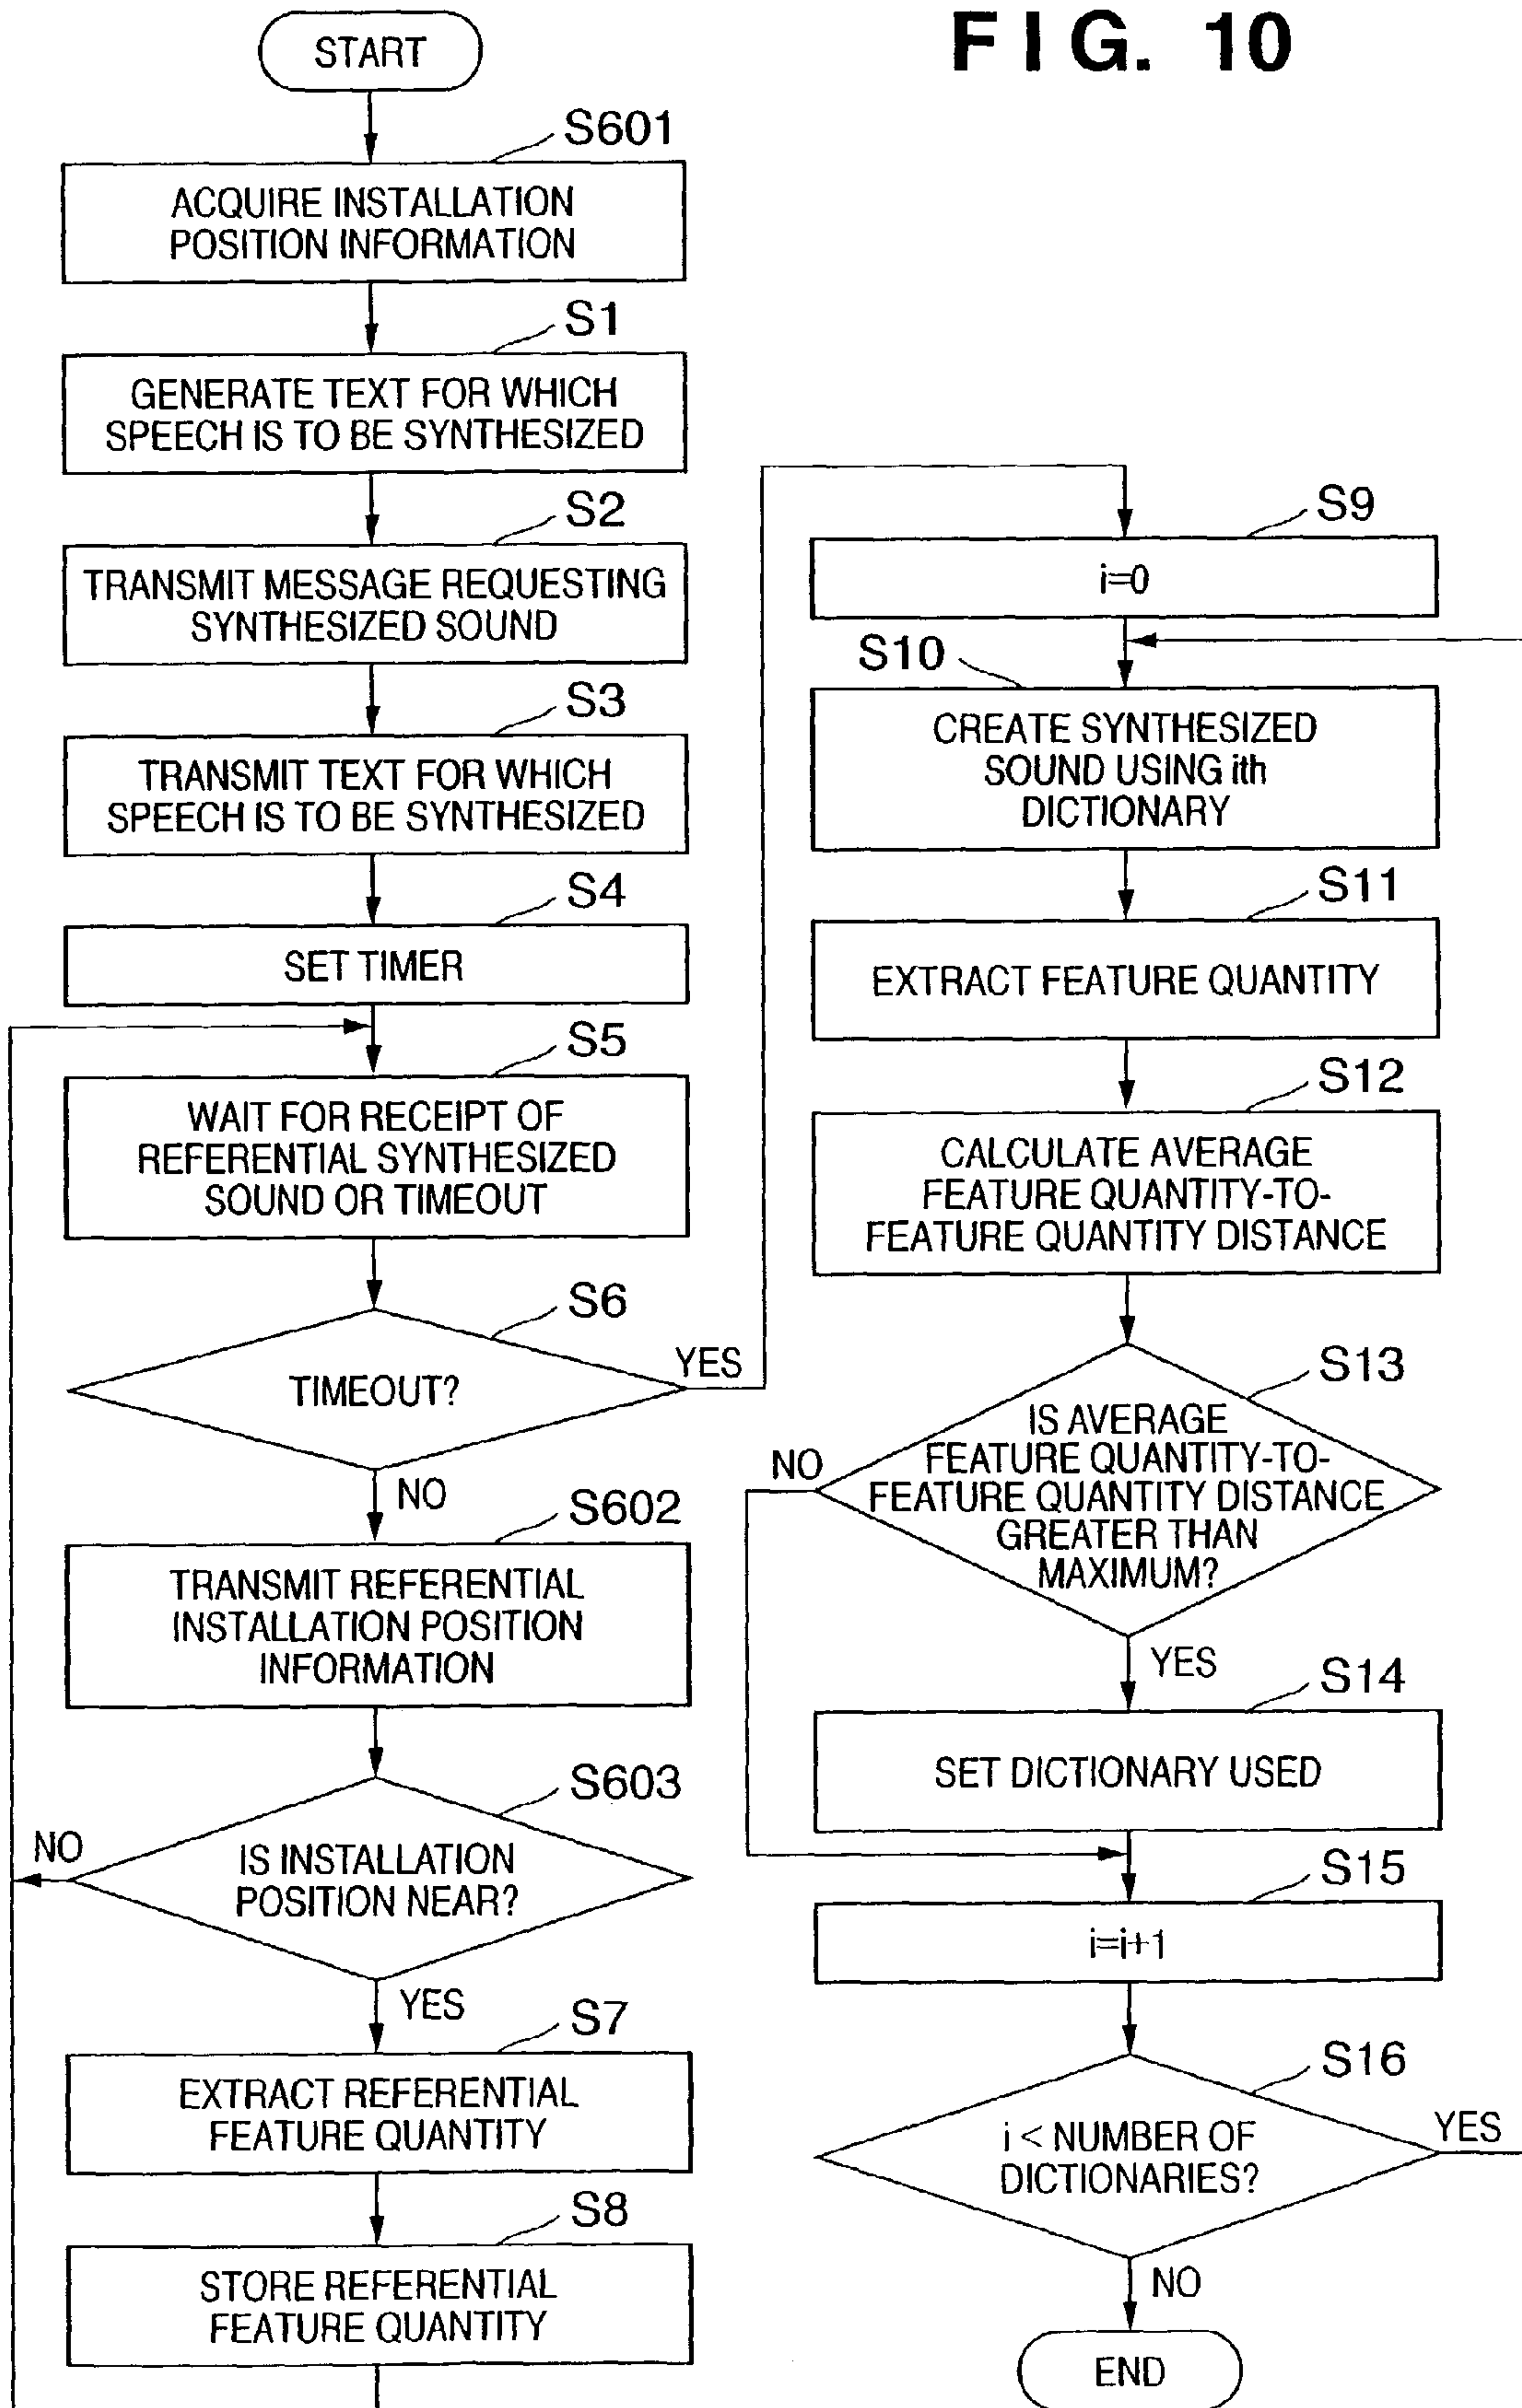 FIG. 10
START
S601
ACQUIRE INSTALLATION
POSITION INFORMATION
S1
GENERATE TEXT FOR WHICH
SPEECH IS TO BE SYNTHESIZED
S2
TRANSMIT MESSAGE REQUESTING
SYNTHESIZED SOUND
S3
TRANSMIT TEXT FOR WHICH
SPEECH IS TO BE SYNTHESIZED
S4
SET TIMER
S5
WAIT FOR RECEIPT OF
REFERENTIAL SYNTHESIZED
SOUND OR TIMEOUT
S6
TIMEOUT?
YES
NO
S602
TRANSMIT REFERENTIAL
INSTALLATION POSITION
INFORMATION
S603
IS INSTALLATION
POSITION NEAR?
NO
YES
S7
EXTRACT REFERENTIAL
FEATURE QUANTITY
S8
STORE REFERENTIAL
FEATURE QUANTITY
S9
i=0
S10
CREATE SYNTHESIZED
SOUND USING ith
DICTIONARY
S11
EXTRACT FEATURE QUANTITY
S12
CALCULATE AVERAGE
FEATURE QUANTITY-TO-
FEATURE QUANTITY DISTANCE
S13
IS AVERAGE
FEATURE QUANTITY-TO-
FEATURE QUANTITY DISTANCE
GREATER THAN
MAXIMUM?
NO
YES
S14
SET DICTIONARY USED
S15
i=i+1
S16
i < NUMBER OF
DICTIONARIES?
YES
NO
END